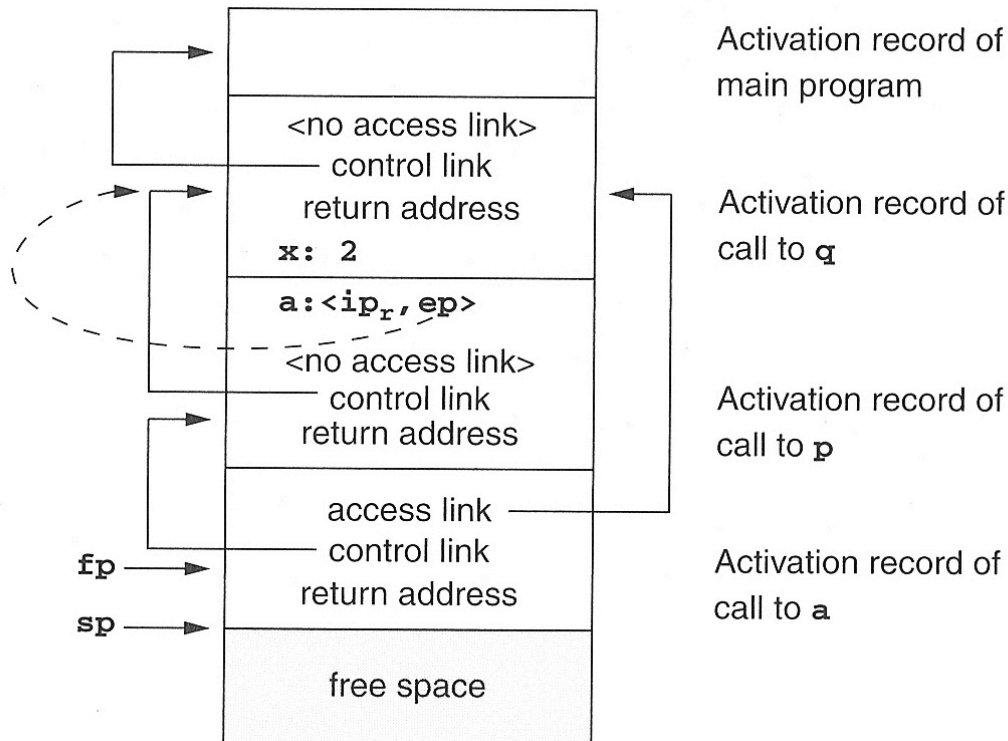 Activation record of
main program
<no access link>
control link
return address
x: 2
Activation record of
call to q
a:<ipr,ep>
<no access link>
control link
return address
Activation record of
call to p
access link
control link
return address
fp
sp
Activation record of
call to a
free space